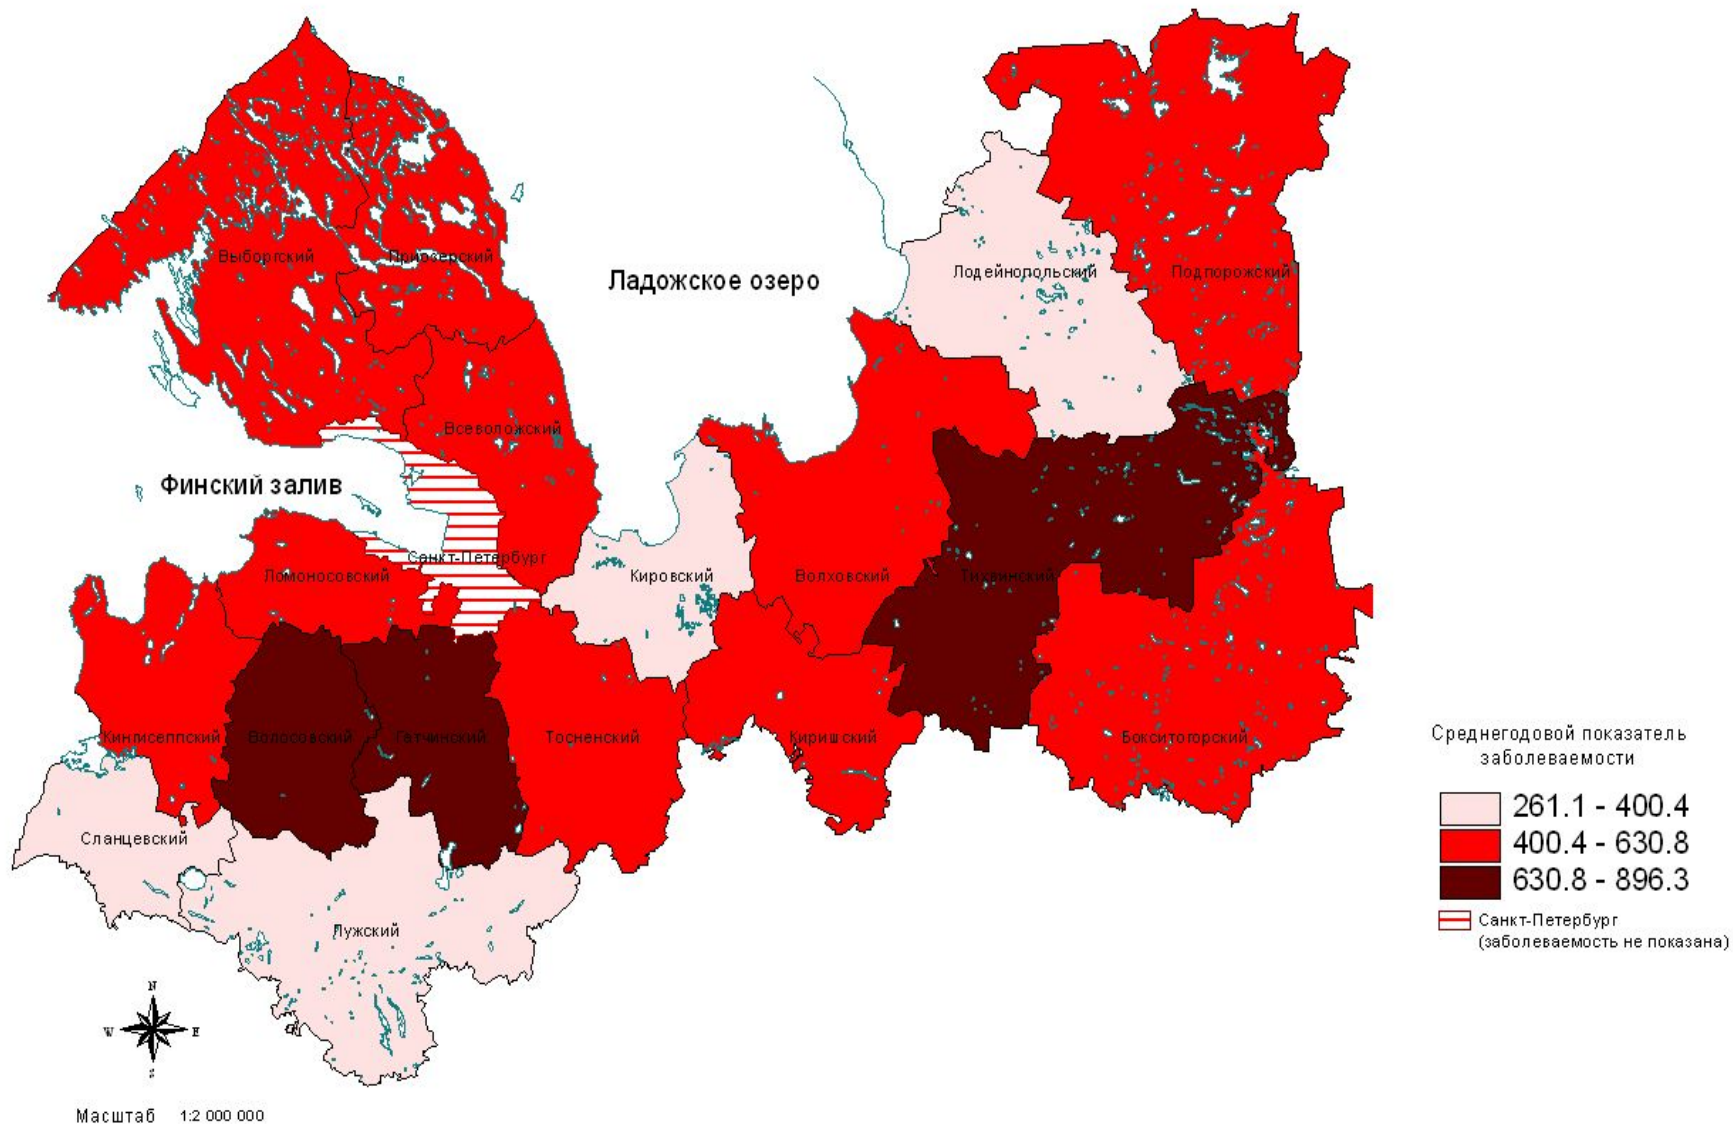 Выборгский
Приозерский
Ладожское озеро
Лодейнопольский
Подпорожский
Всеволожский
Финский залив
Санкт-Петербург
Ломоносовский
Кировский
Волховский
Тихвинский
Кингисеппский
Волосовский
Гатчинский
Тосненский
Киришский
Бокситогорский
Сланцевский
Лужский
Среднегодовой показатель
заболеваемости
261.1 - 400.4
400.4 - 630.8
630.8 - 896.3
Санкт-Петербург
(заболеваемость не показана)
N
W E
S
Масштаб 1:2 000 000